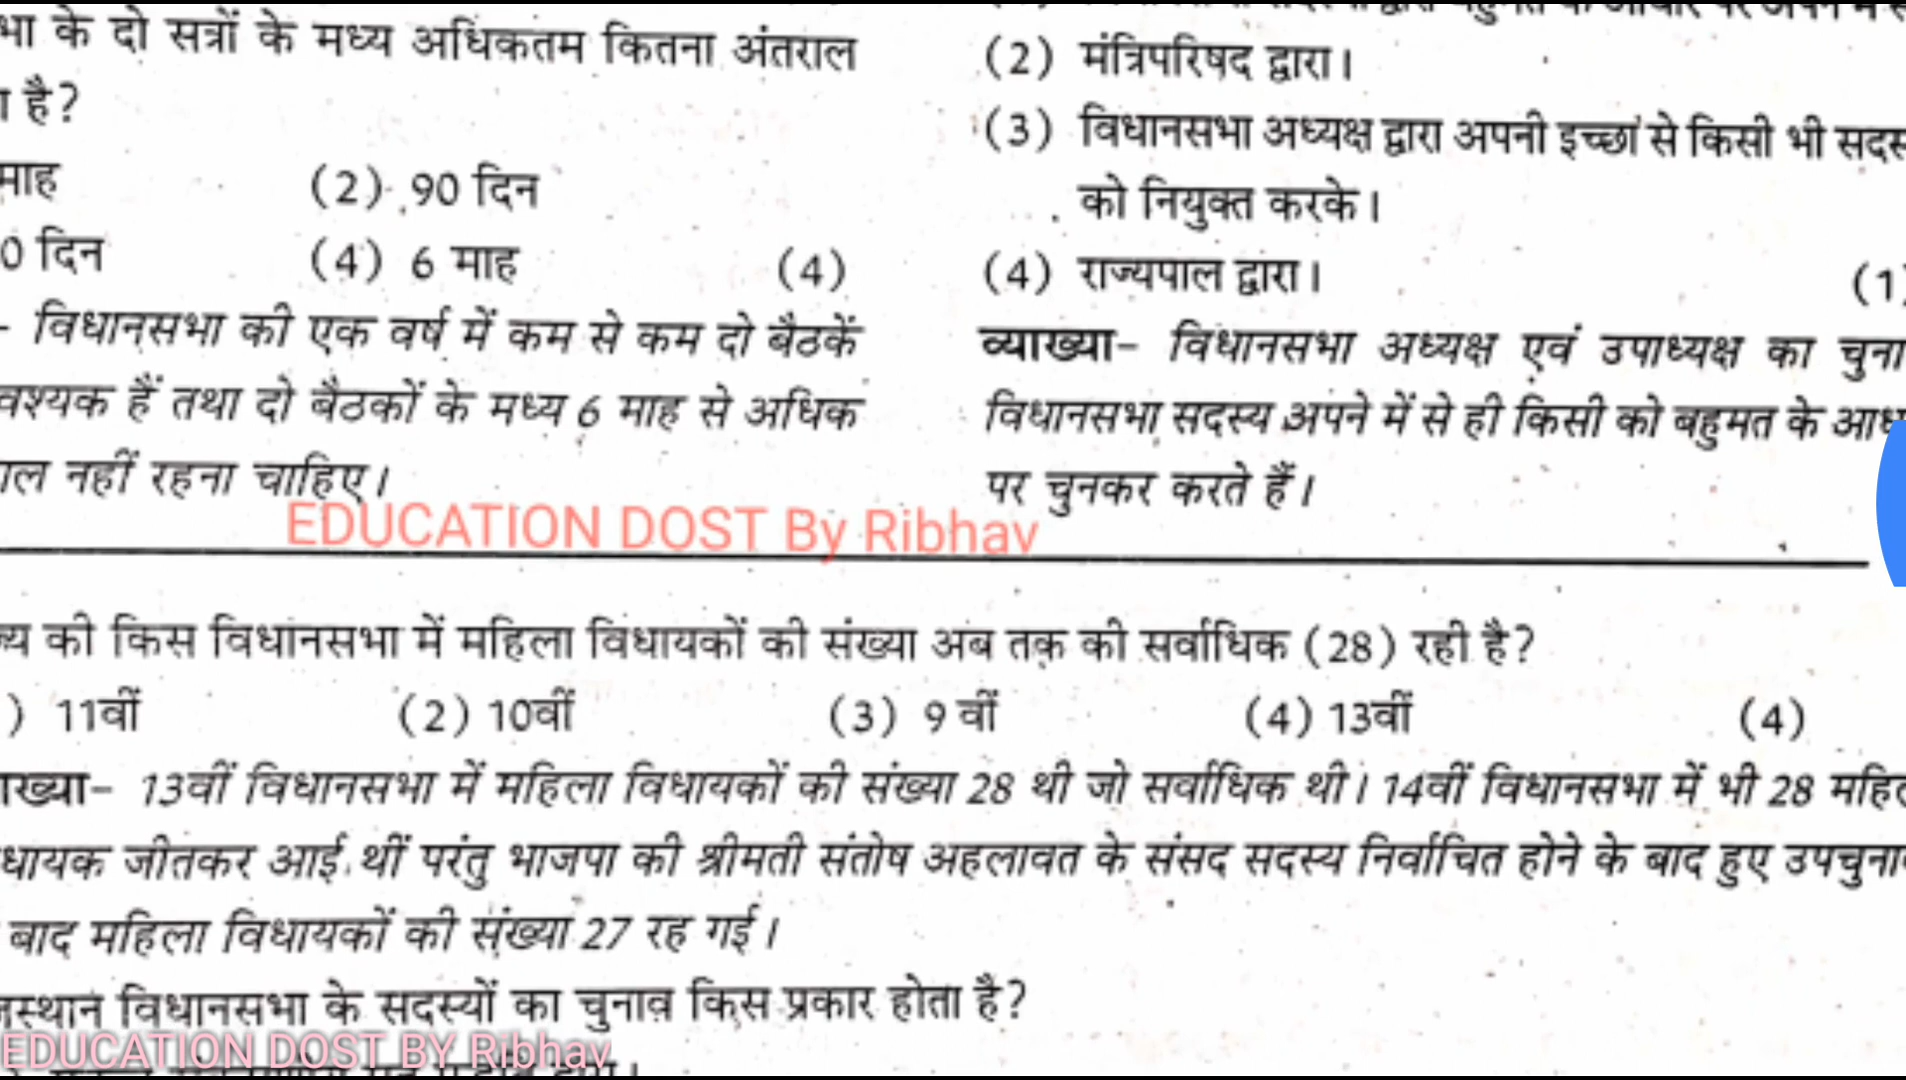 भा के दो सत्रों के मध्य अधिकतम कितना अंतराल
है?
माह (2) 90 दिन
0 दिन (4) 6 माह (4)
- विधानसभा की एक वर्ष में कम से कम दो बैठकें
वश्यक हैं तथा दो बैठकों के मध्य 6 माह से अधिक
ाल नहीं रहना चाहिए।
(2) मंत्रिपरिषद द्वारा।
(3) विधानसभा अध्यक्ष द्वारा अपनी इच्छा से किसी भी सदस
को नियुक्त करके।
(4) राज्यपाल द्वारा। (1)
व्याख्या- विधानसभा अध्यक्ष एवं उपाध्यक्ष का चुना
विधानसभा सदस्य अपने में से ही किसी को बहुमत के आध
पर चुनकर करते हैं।
EDUCATION DOST By Ribhav
्य की किस विधानसभा में महिला विधायकों की संख्या अब तक की सर्वाधिक (28) रही है?
) 11वीं (2) 10वीं (3) 9 वीं (4) 13वीं (4)
ाख्या- 13वीं विधानसभा में महिला विधायकों की संख्या 28 थी जो सर्वाधिक थी। 14वीं विधानसभा में भी 28 महिल
धायक जीतकर आई थीं परंतु भाजपा की श्रीमती संतोष अहलावत के संसद सदस्य निर्वाचित होने के बाद हुए उपचुनाव
बाद महिला विधायकों की संख्या 27 रह गई।
जस्थान विधानसभा के सदस्यों का चुनाव किस प्रकार होता है?
EDUCATION DOST BY Ribhav